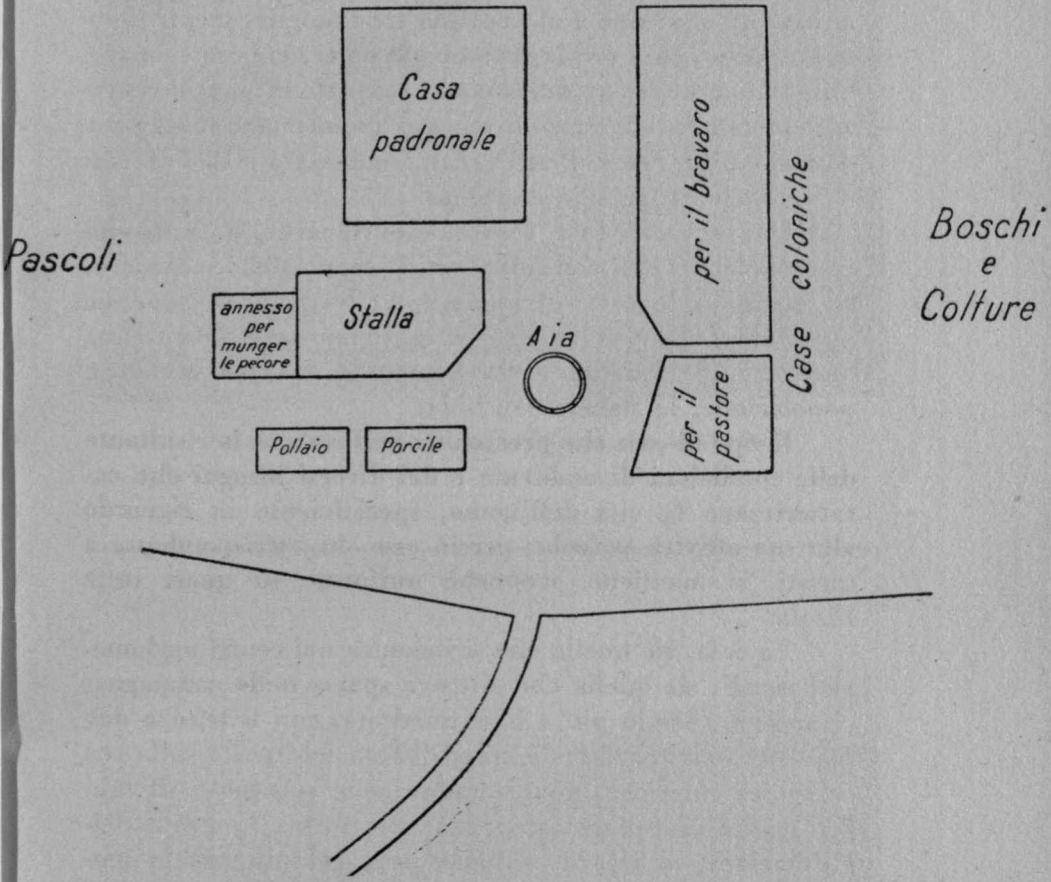 Casa
padronale
per il bravaro
Case coloniche
Boschi
e
Colture
Pascoli
annesso
per
munger
le pecore
Stalla
Aia
per il
pastore
Pollaio
Porcile